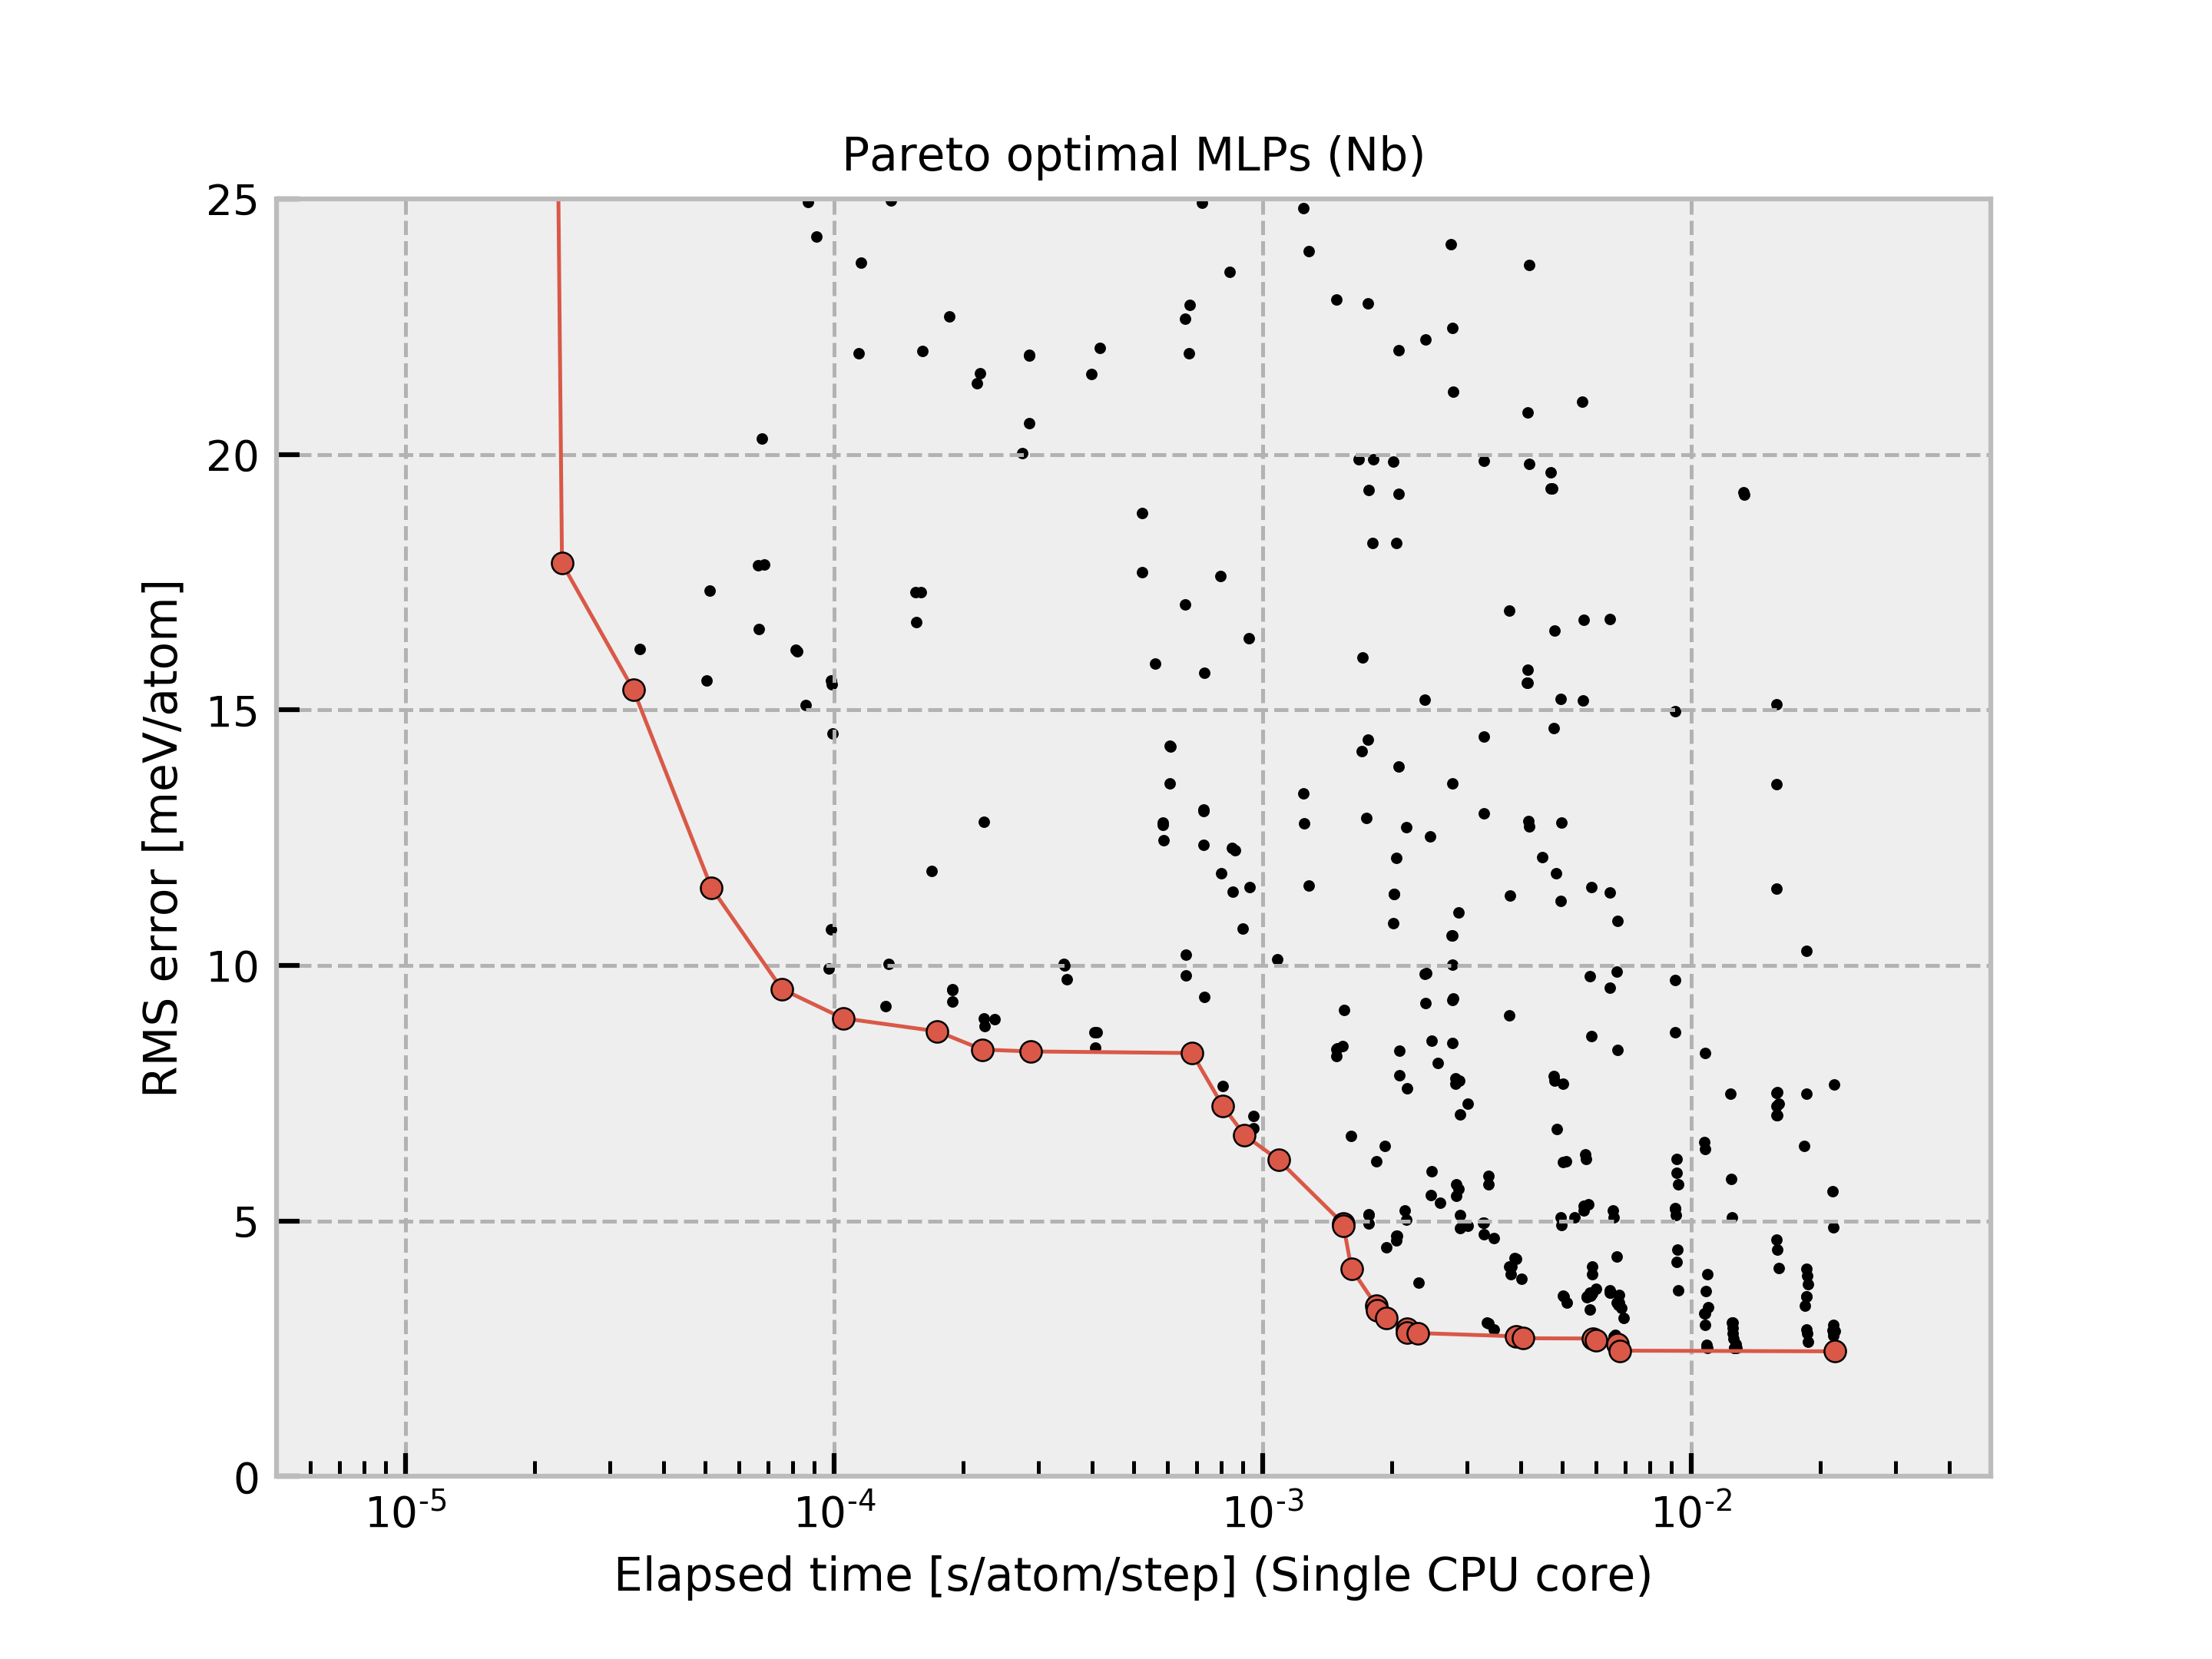 Pareto optimal MLPs (Nb)
25
20
15
10
5
0
RMS error [meV/atom]
10-5 10-4 10-3 10-2
Elapsed time [s/atom/step] (Single CPU core)